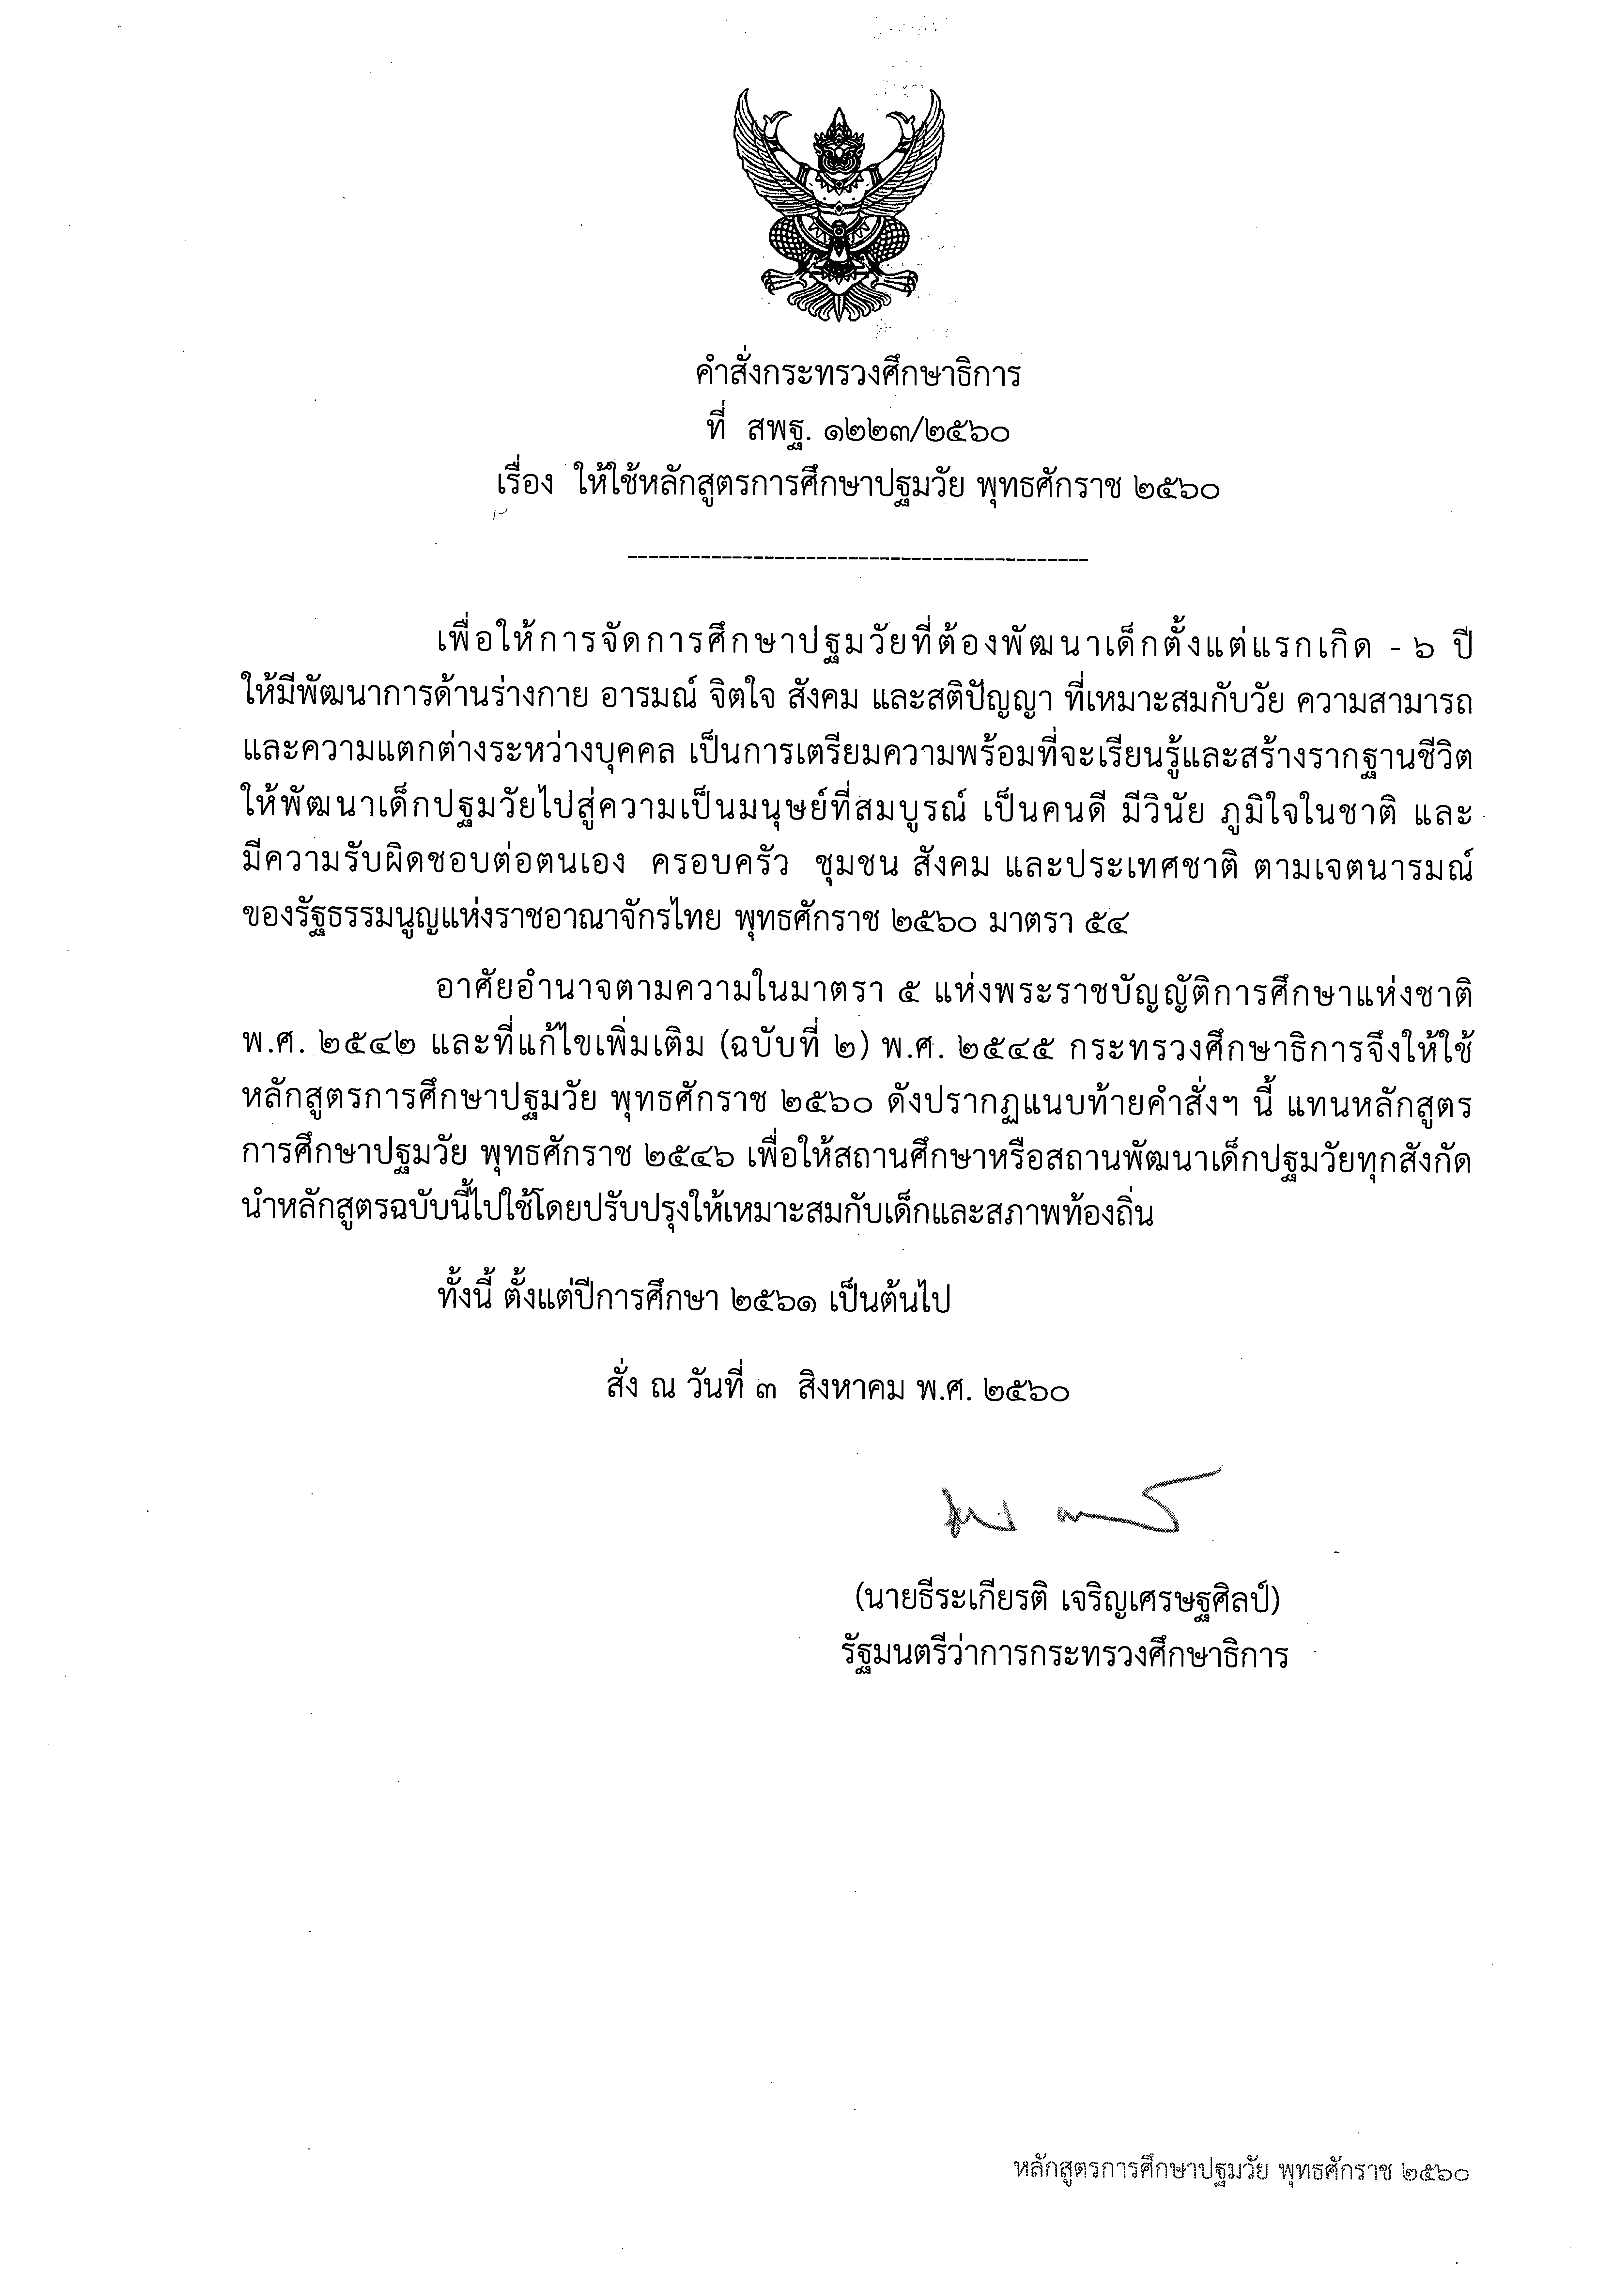 คำสั่งกระทรวงศึกษาธิการ
ที่ สพฐ. ๑๒๒๓/๒๕๖๐
เรื่อง ให้ใช้หลักสูตรการศึกษาปฐมวัย พุทธศักราช ๒๕๖๐
--------------------------------------------
เพื่อให้การจัดการศึกษาปฐมวัยที่ต้องพัฒนาเด็กตั้งแต่แรกเกิด - ๖ ปี
ให้มีพัฒนาการด้านร่างกาย อารมณ์ จิตใจ สังคม และสติปัญญา ที่เหมาะสมกับวัย ความสามารถ
และความแตกต่างระหว่างบุคคล เป็นการเตรียมความพร้อมที่จะเรียนรู้และสร้างรากฐานชีวิต
ให้พัฒนาเด็กปฐมวัยไปสู่ความเป็นมนุษย์ที่สมบูรณ์ เป็นคนดี มีวินัย ภูมิใจในชาติ และ
มีความรับผิดชอบต่อตนเอง ครอบครัว ชุมชน สังคม และประเทศชาติ ตามเจตนารมณ์
ของรัฐธรรมนูญแห่งราชอาณาจักรไทย พุทธศักราช ๒๕๖๐ มาตรา ๕๔
อาศัยอำนาจตามความในมาตรา ๕ แห่งพระราชบัญญัติการศึกษาแห่งชาติ
พ.ศ. ๒๕๔๒ และที่แก้ไขเพิ่มเติม (ฉบับที่ ๒) พ.ศ. ๒๕๔๕ กระทรวงศึกษาธิการจึงให้ใช้
หลักสูตรการศึกษาปฐมวัย พุทธศักราช ๒๕๖๐ ดังปรากฏแนบท้ายคำสั่งฯ นี้ แทนหลักสูตร
การศึกษาปฐมวัย พุทธศักราช ๒๕๔๖ เพื่อให้สถานศึกษาหรือสถานพัฒนาเด็กปฐมวัยทุกสังกัด
นำหลักสูตรฉบับนี้ไปใช้โดยปรับปรุงให้เหมาะสมกับเด็กและสภาพท้องถิ่น
ทั้งนี้ ตั้งแต่ปีการศึกษา ๒๕๖๑ เป็นต้นไป
สั่ง ณ วันที่ ๓ สิงหาคม พ.ศ. ๒๕๖๐
(นายธีระเกียรติ เจริญเศรษฐศิลป์)
รัฐมนตรีว่าการกระทรวงศึกษาธิการ
หลักสูตรการศึกษาปฐมวัย พุทธศักราช ๒๕๖๐